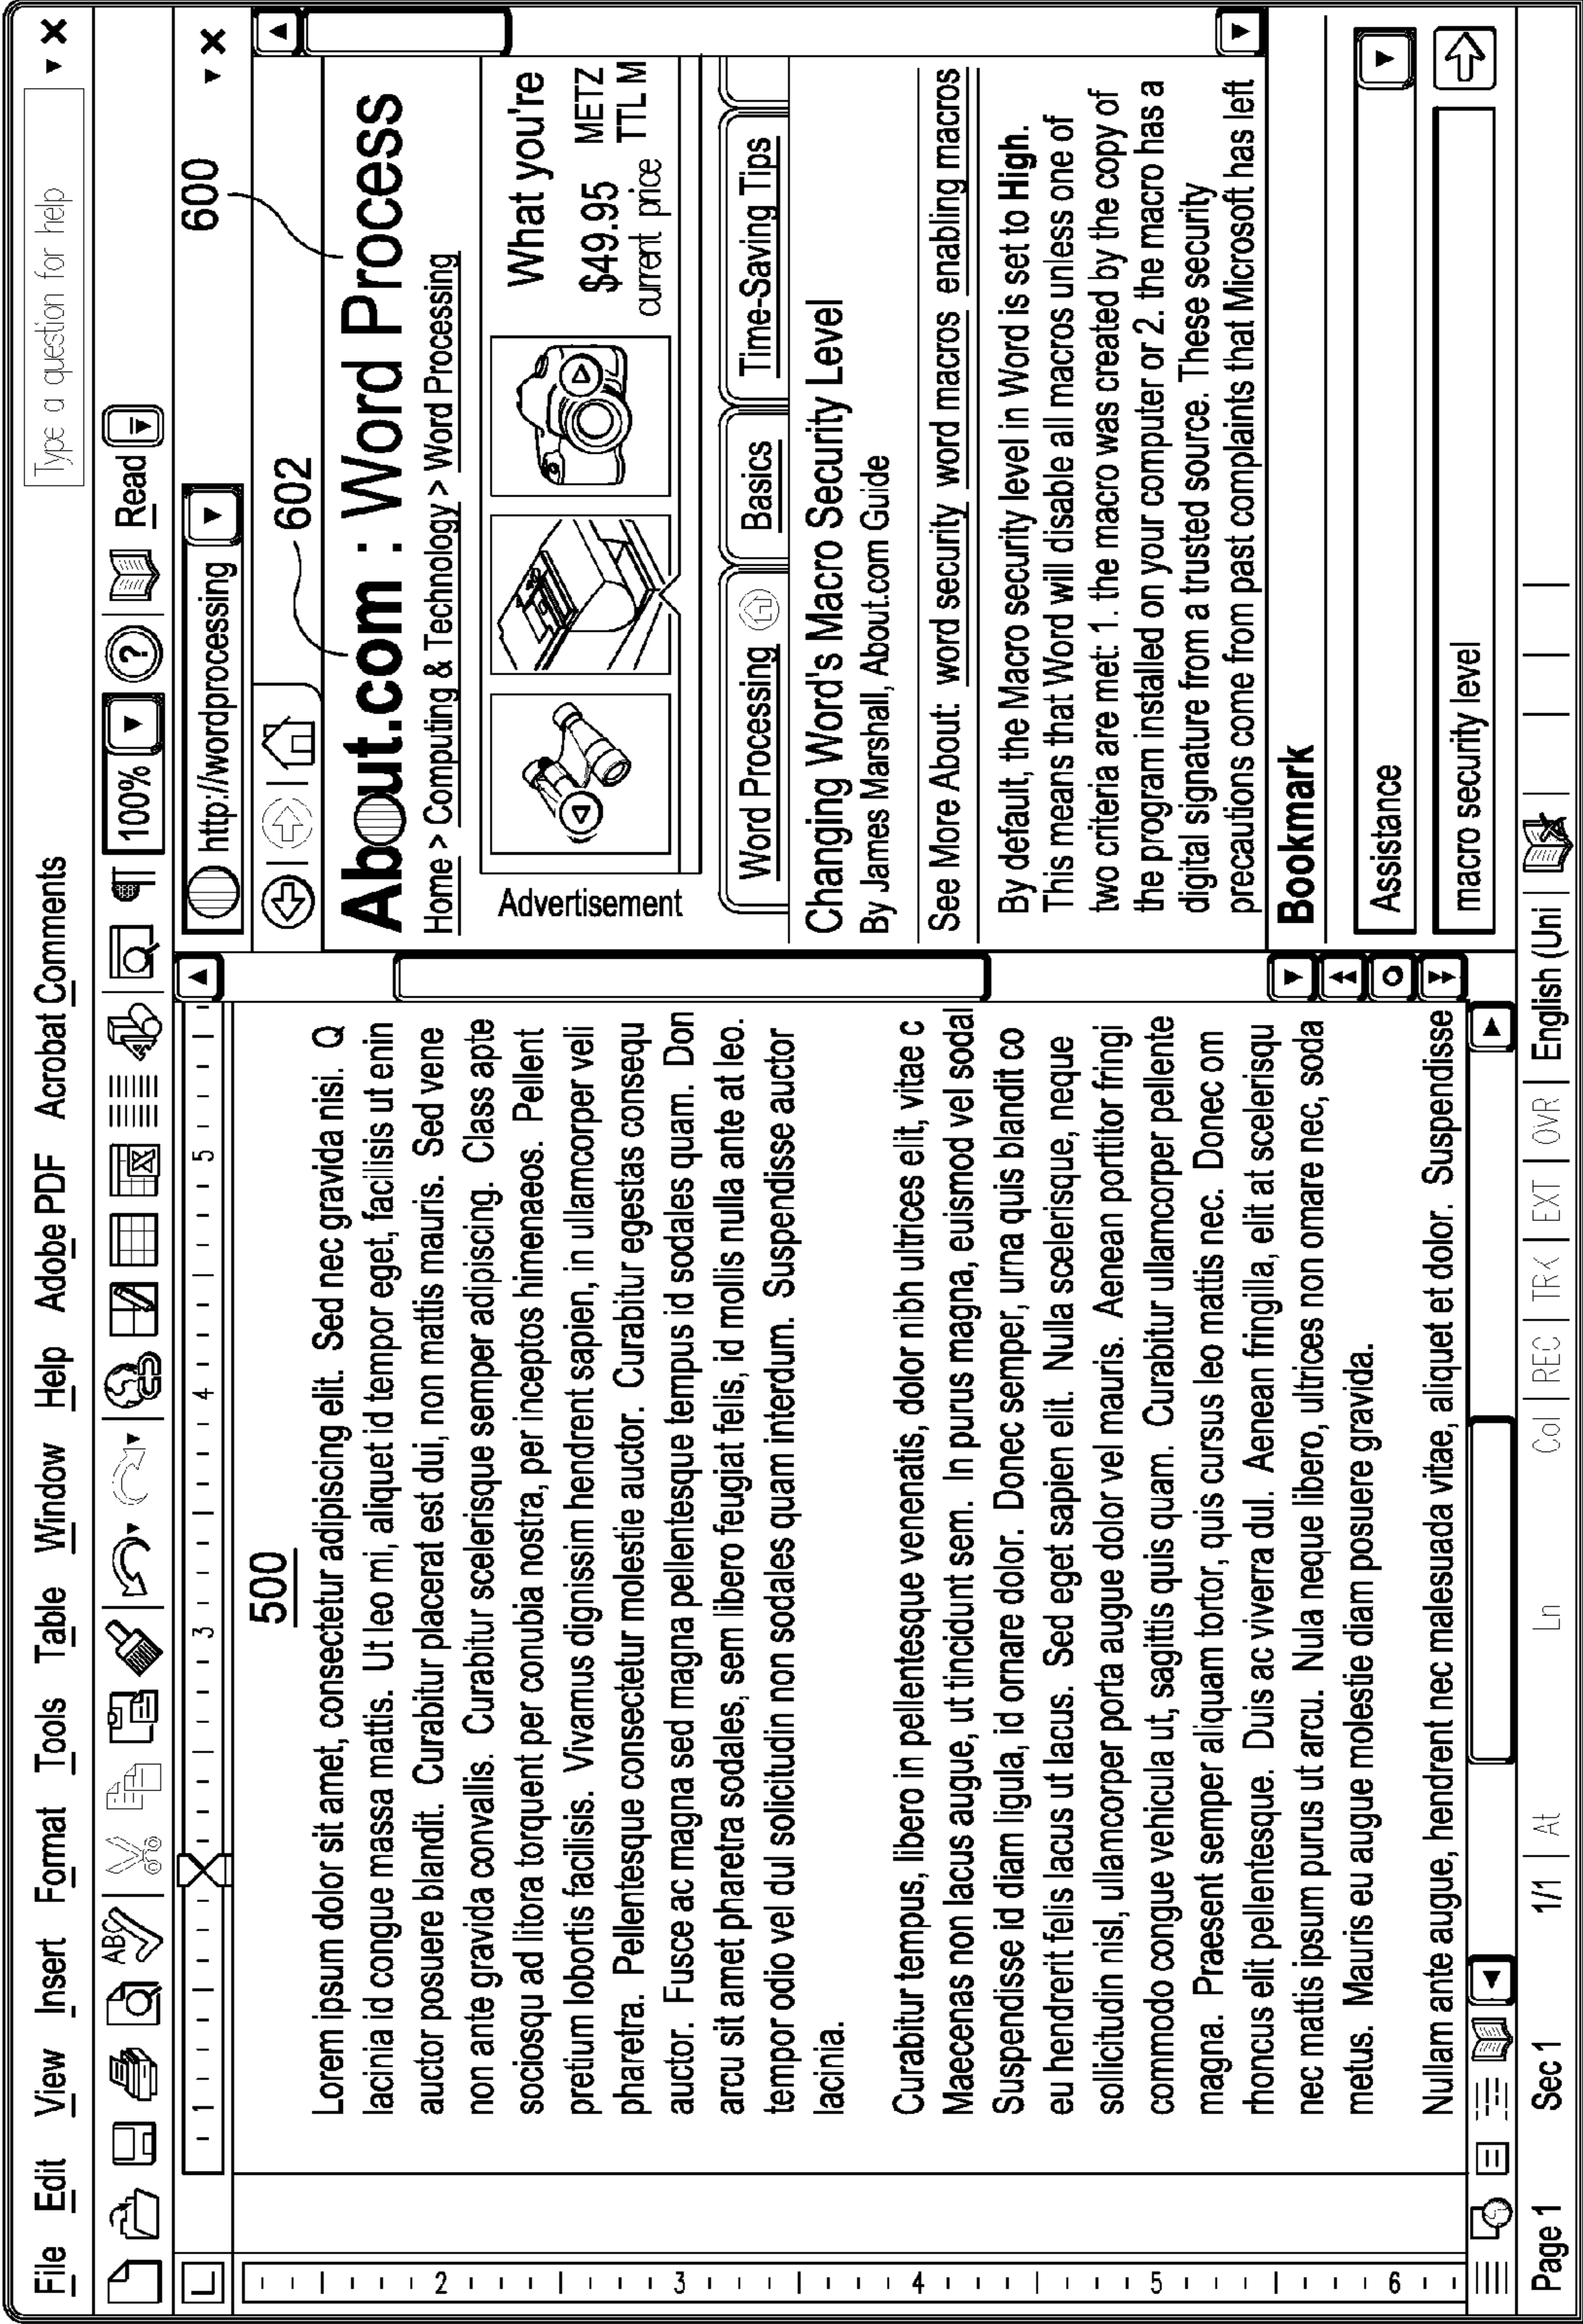 File Edit View Insert Format Tools Table Window Help Adobe PDF Acrobat Comments
Type a question for help
ABC
100%
?
Read
L
1 3 4 5
2
3
4
5
6
500
Lorem ipsum dolor sit amet, consectetur adipiscing elit. Sed nec gravida nisi. Q
lacinia id congue massa mattis. Ut leo mi, aliquet id tempor eget, facilisis ut enin
auctor posuere blandit. Curabitur placerat est dui, non mattis mauris. Sed vene
non ante gravida convallis. Curabitur scelerisque semper adipiscing. Class apte
sociosqu ad litora torquent per conubia nostra, per inceptos himenaeos. Pellent
pretium lobortis facilisis. Vivamus dignissim hendrent sapien, in ullamcorper veli
pharetra. Pellentesque consectetur molestie auctor. Curabitur egestas consequ
auctor. Fusce ac magna sed magna pellentesque tempus id sodales quam. Don
arcu sit amet pharetra sodales, sem libero feugiat felis, id mollis nulla ante at leo.
tempor odio vel dul solicitudin non sodales quam interdum. Suspendisse auctor
lacinia.
Curabitur tempus, libero in pellentesque venenatis, dolor nibh ultrices elit, vitae c
Maecenas non lacus augue, ut tincidunt sem. In purus magna, euismod vel sodal
Suspendisse id diam ligula, id ornare dolor. Donec semper, urna quis blandit co
eu hendrerit felis lacus ut lacus. Sed eget sapien elit. Nulla scelerisque, neque
sollicitudin nisl, ullamcorper porta augue dolor vel mauris. Aenean portitor fringi
commodo congue vehicula ut, sagittis quis quam. Curabitur ullamcorper pellente
magna. Praesent semper aliquam tortor, quis cursus leo mattis nec. Donec om
rhoncus elit pellentesque. Duis ac viverra dul. Aenean fringilla, elit at scelerisqu
nec mattis ipsum purus ut arcu. Nula neque libero, ultrices non omare nec, soda
metus. Mauris eu augue molestie diam posuere gravida.
Nullam ante augue, hendrent nec malesuada vitae, aliquet et dolor. Suspendisse
http://wordprocessing
600
602
About.com : Word Process
Home > Computing & Technology > Word Processing
Advertisement
What you're
$49.95 METZ
current price TTL M
Word Processing Basics Time-Saving Tips
Changing Word's Macro Security Level
By James Marshall, About.com Guide
See More About: word security word macros enabling macros
By default, the Macro security level in Word is set to High.
This means that Word will disable all macros unless one of
two criteria are met: 1. the macro was created by the copy of
the program installed on your computer or 2. the macro has a
digital signature from a trusted source. These security
precautions come from past complaints that Microsoft has left
Bookmark
Assistance
macro security level
Page 1 Sec 1 1/1 At Ln Col REC TRK EXT OVR English (Uni